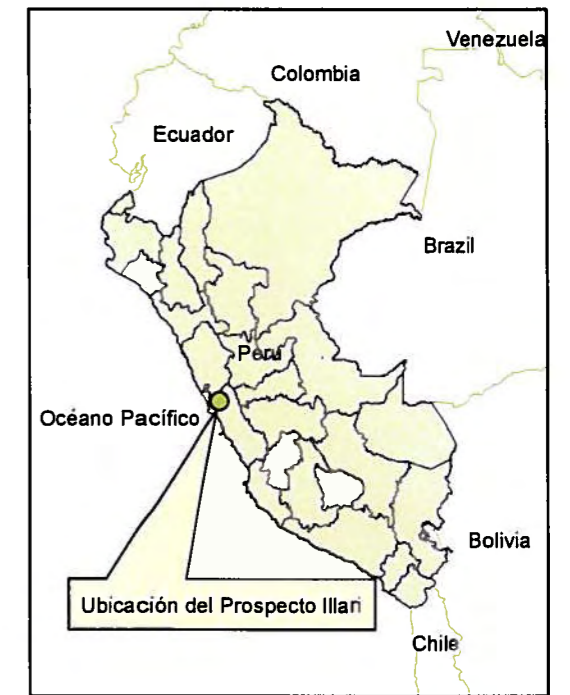 Venezuela
Colombia
Ecuador
Brazil
Perú
Océano Pacífico
Bolivia
Ubicación del Prospecto Illari
Chile